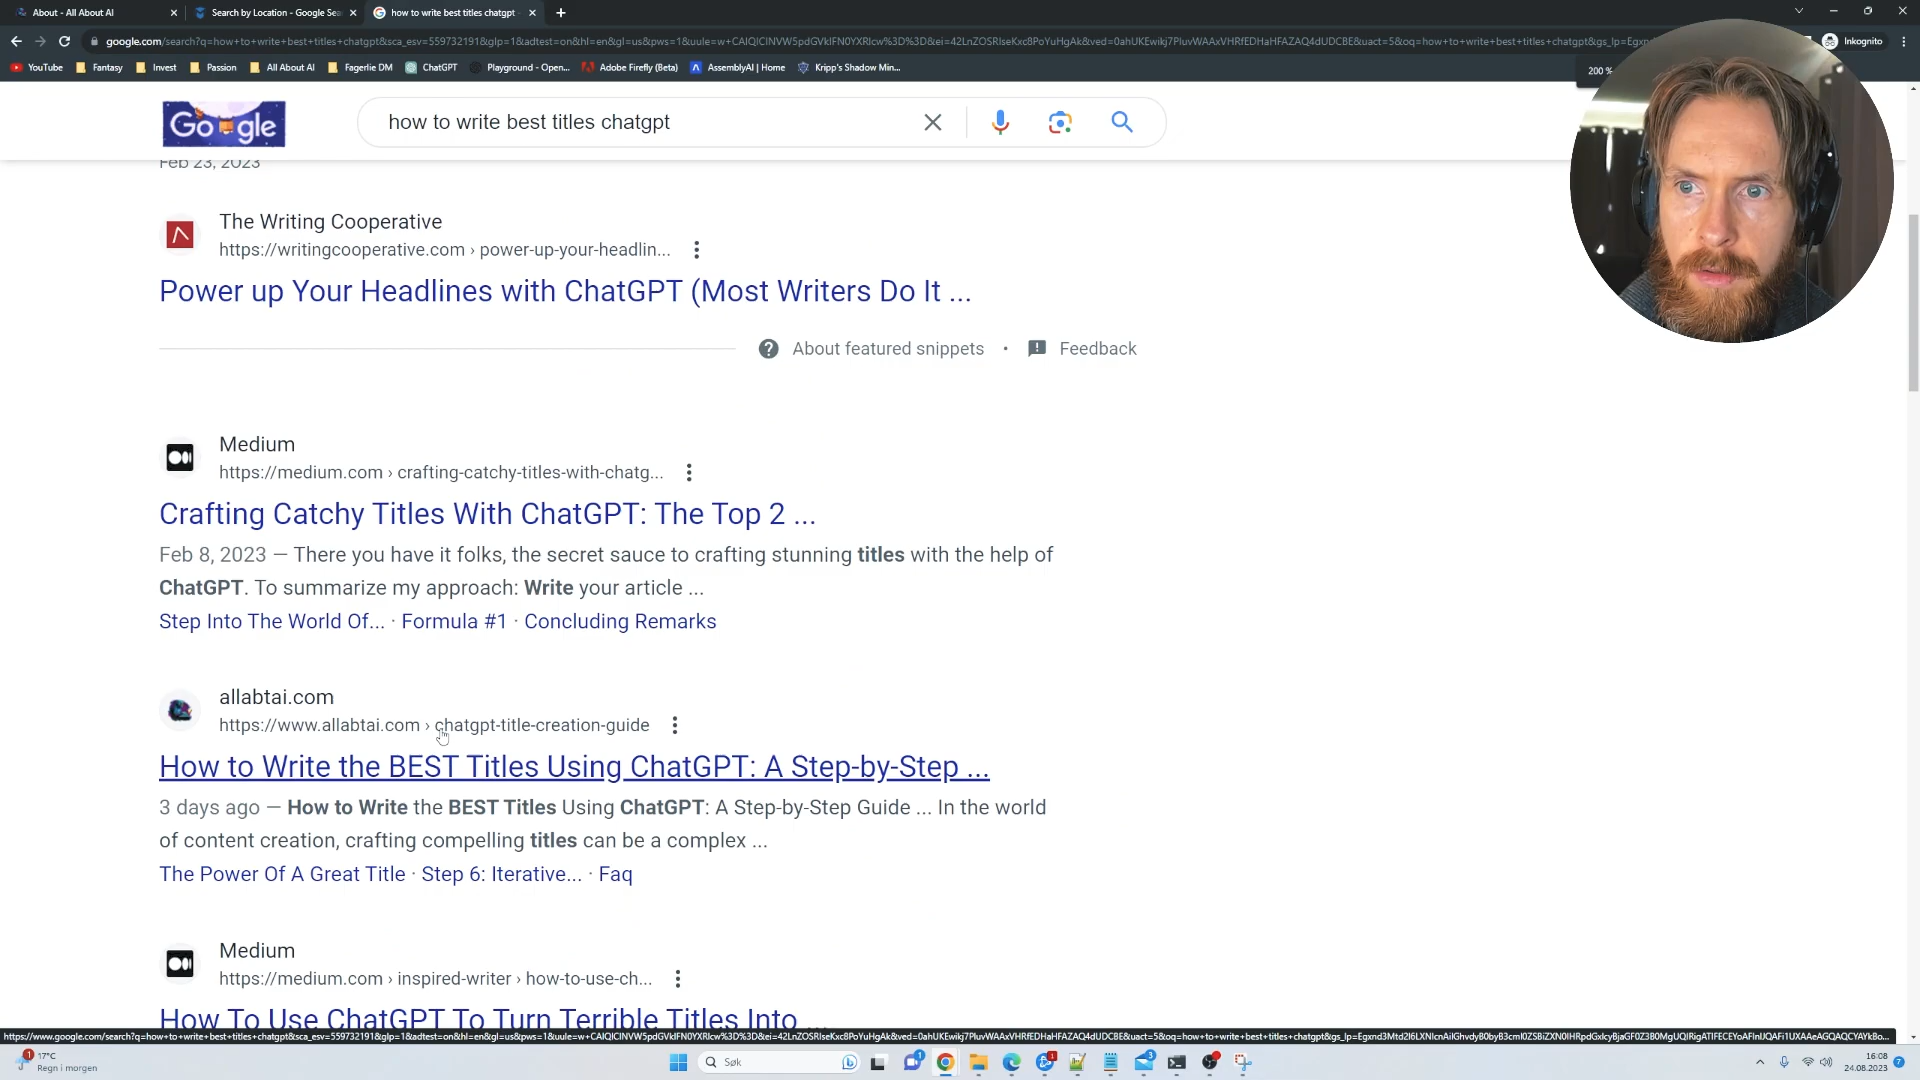 About - All About AI
Search by Location - Google Sea
how to write best titles chatgpt
Inkognito
YouTube
Fantasy
Invest
Passion
All About AI
Fagerlie DM
ChatGPT
Playground - Open...
Adobe Firefly (Beta)
AssemblyAI | Home
Kripp's Shadow Min...
200 %
Google
how to write best titles chatgpt
Feb 23, 2023
The Writing Cooperative
https://writingcooperative.com › power-up-your-headlin...
Power up Your Headlines with ChatGPT (Most Writers Do It ...
About featured snippets • Feedback
Medium
https://medium.com › crafting-catchy-titles-with-chatg...
Crafting Catchy Titles With ChatGPT: The Top 2 ...
Feb 8, 2023 — There you have it folks, the secret sauce to crafting stunning titles with the help of
ChatGPT. To summarize my approach: Write your article ...
Step Into The World Of... · Formula #1 · Concluding Remarks
allabtai.com
https://www.allabtai.com › chatgpt-title-creation-guide
How to Write the BEST Titles Using ChatGPT: A Step-by-Step ...
3 days ago — How to Write the BEST Titles Using ChatGPT: A Step-by-Step Guide ... In the world
of content creation, crafting compelling titles can be a complex ...
The Power Of A Great Title · Step 6: Iterative... · Faq
Medium
https://medium.com › inspired-writer › how-to-use-ch...
How To Use ChatGPT To Turn Terrible Titles Into ...
17°C
Regn i morgen
Søk
16:08
24.08.2023